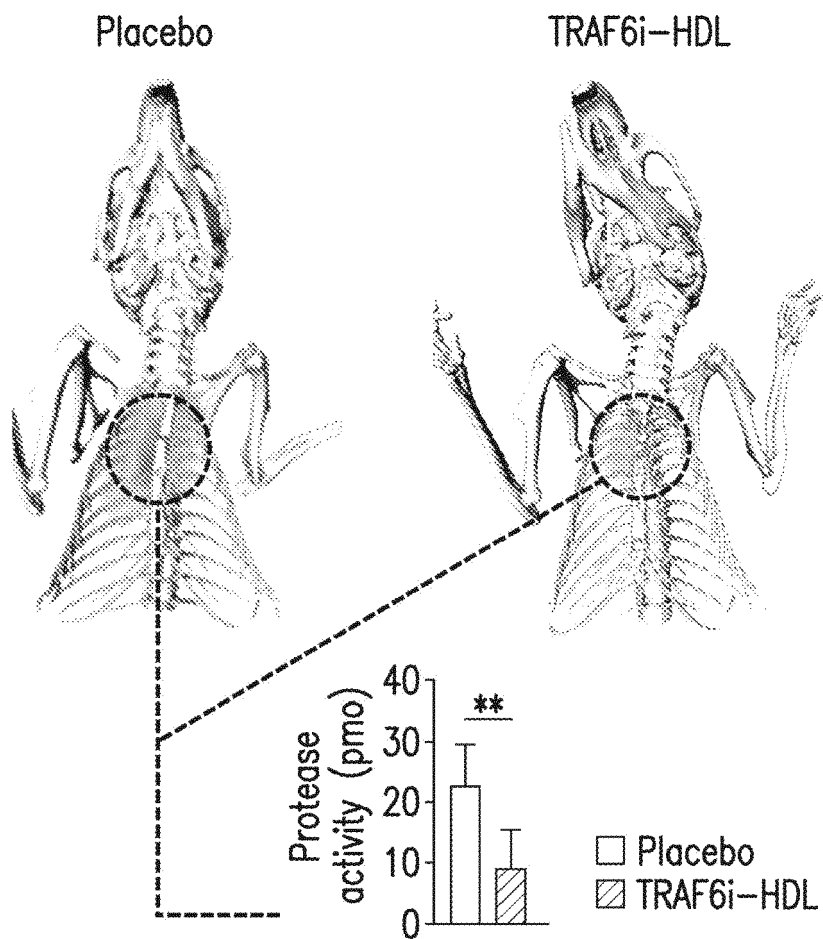 Placebo
TRAF6i–HDL
40
30
20
10
0
Protease
activity (pmo)
**
Placebo
TRAF6i–HDL